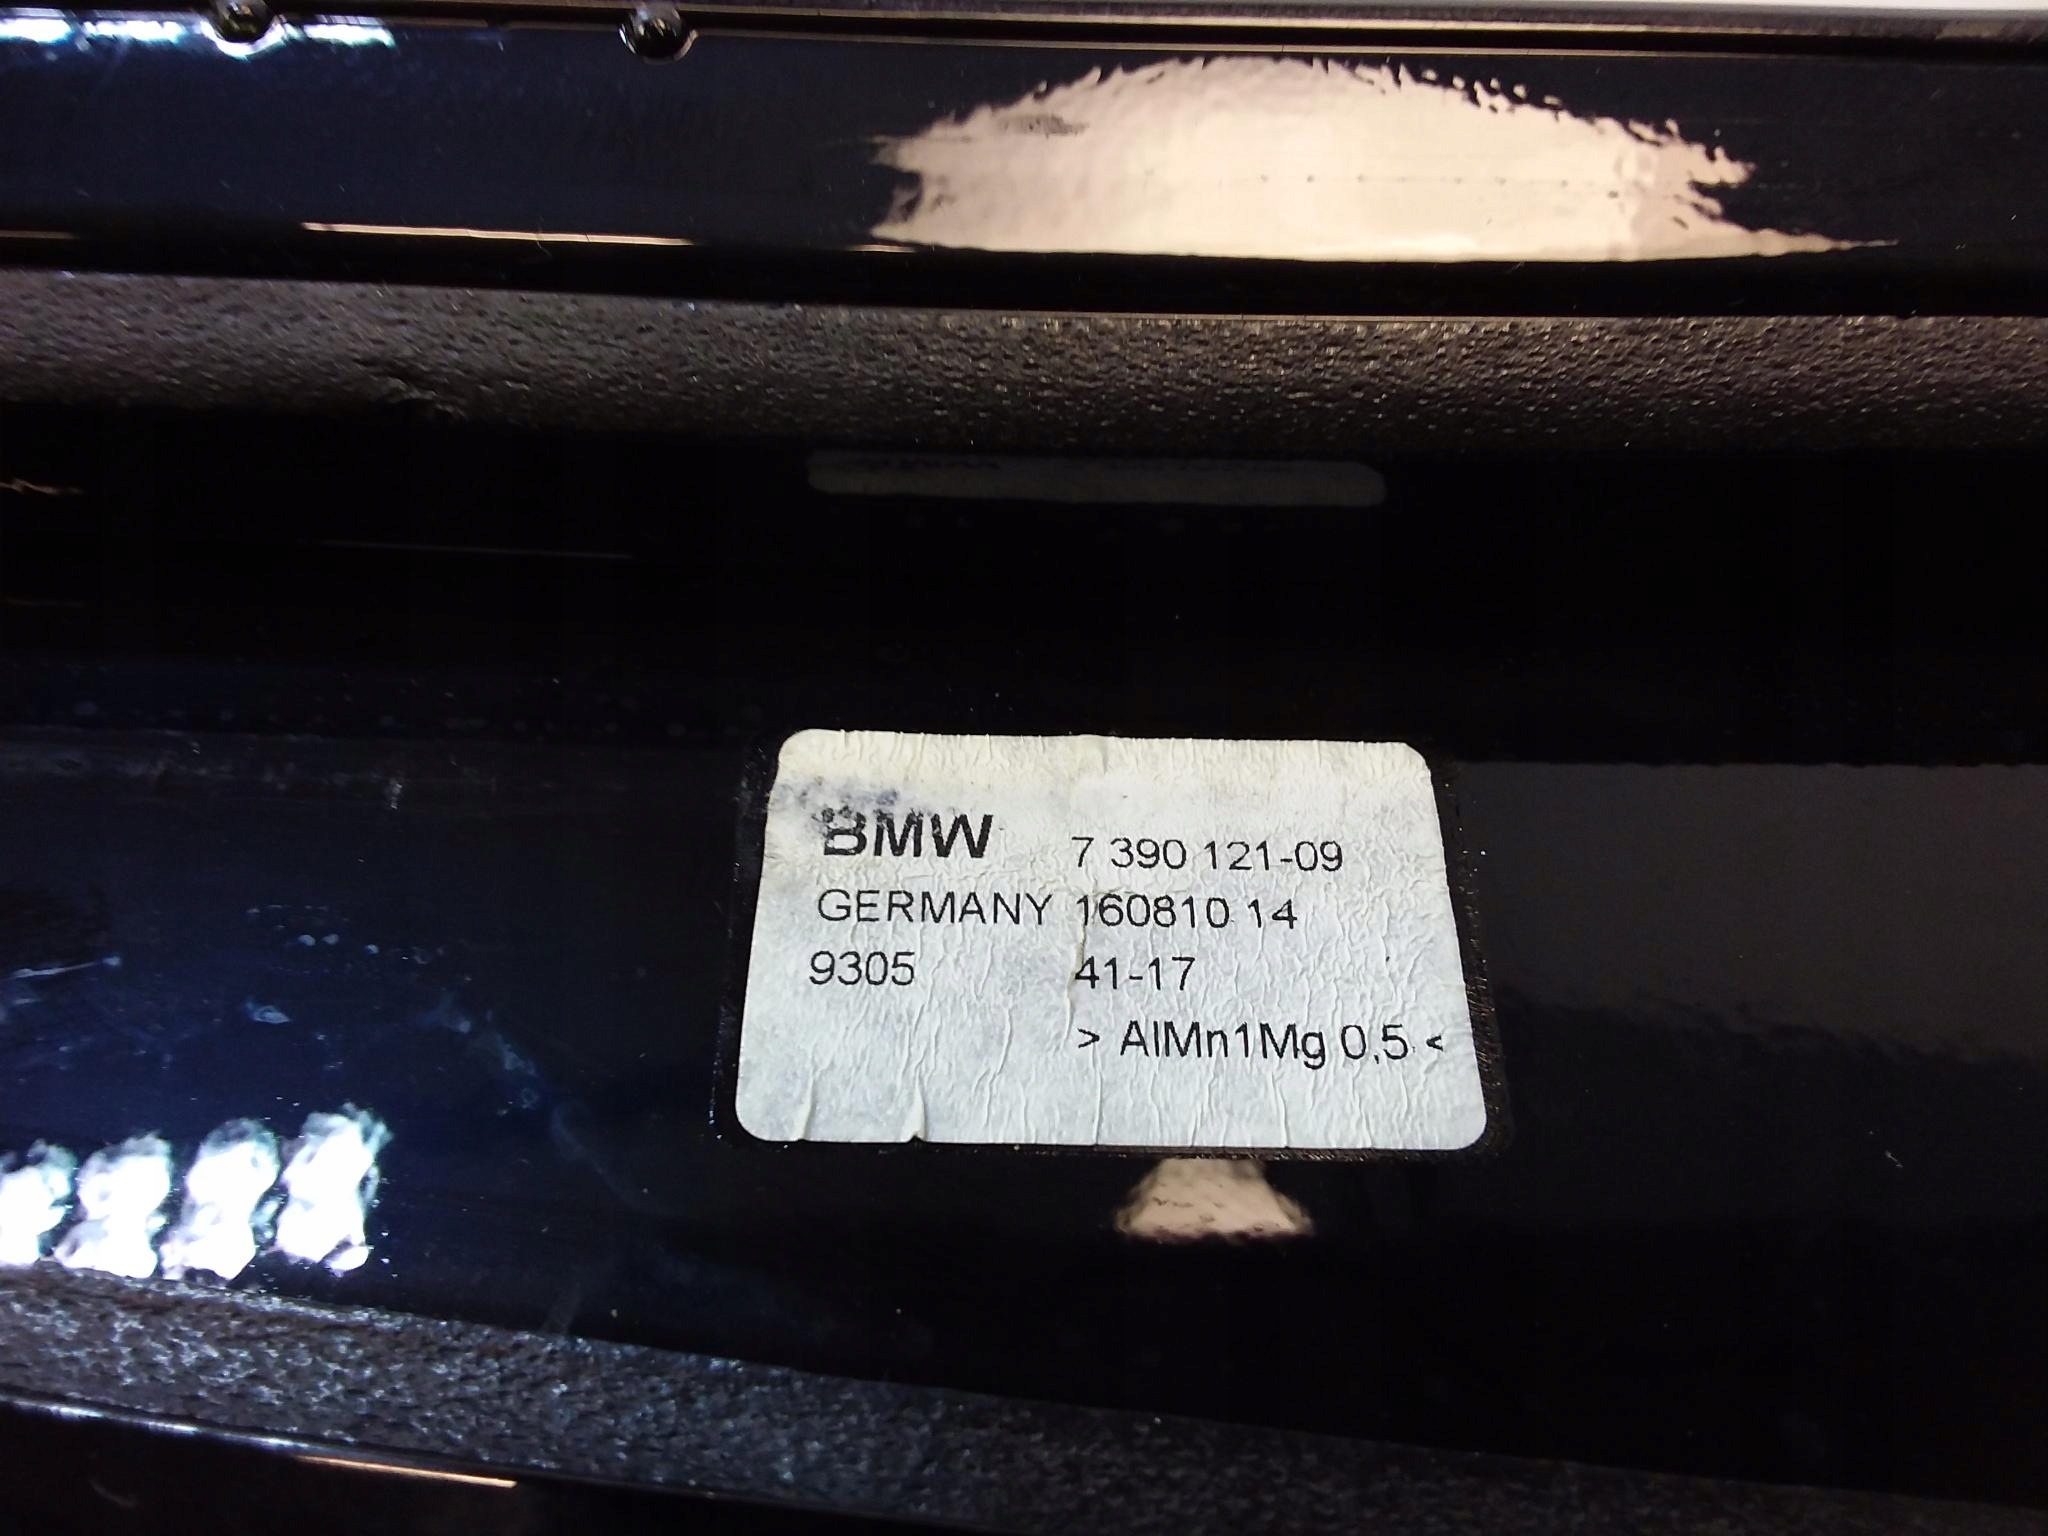 BMW 7 390 121-09
GERMANY 160810 14
9305 41-17
> AlMn1Mg 0,5 <